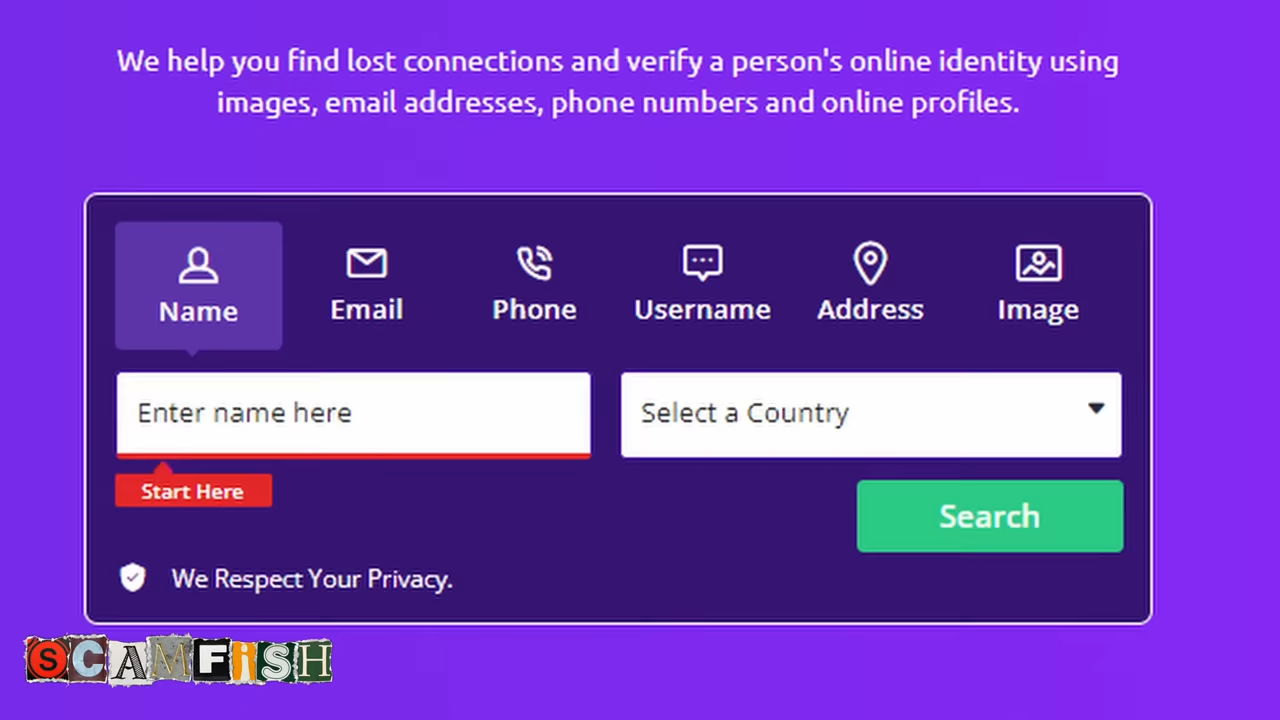 We help you find lost connections and verify a person's online identity using
images, email addresses, phone numbers and online profiles.
Name Email Phone Username Address Image
Enter name here Select a Country
Start Here
Search
We Respect Your Privacy.
SCAMFiSH